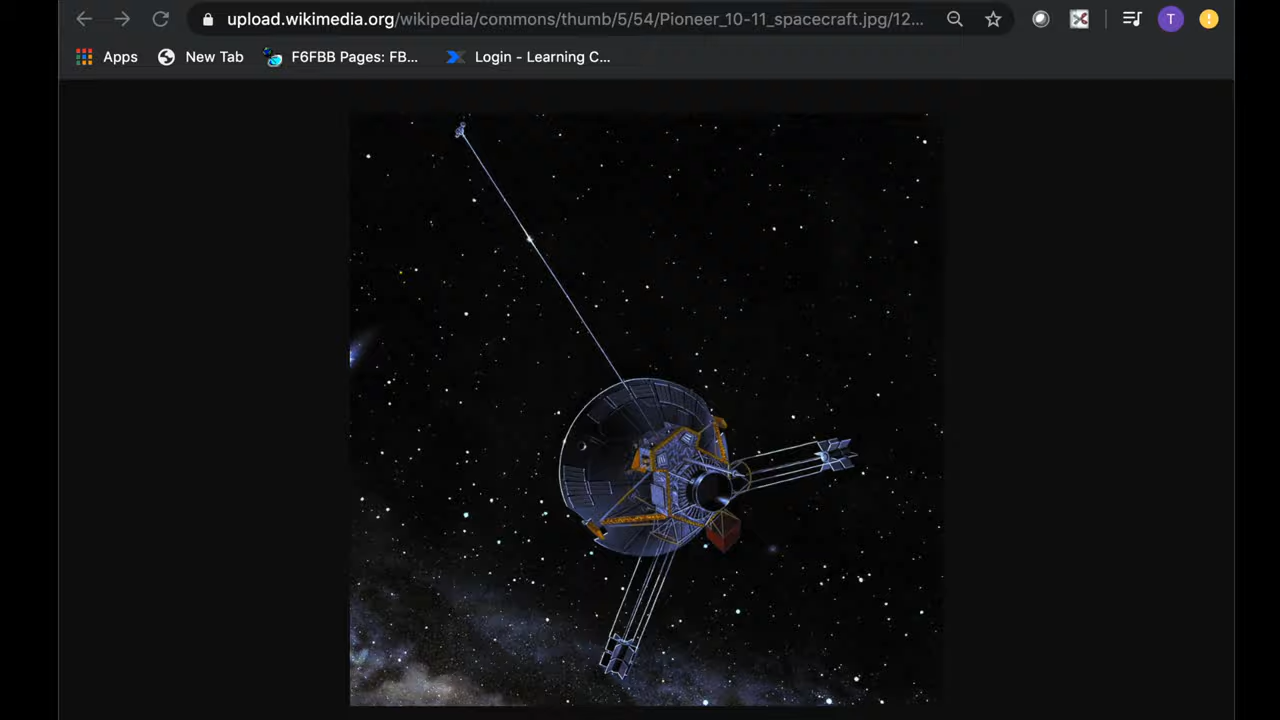 upload.wikimedia.org/wikipedia/commons/thumb/5/54/Pioneer_10-11_spacecraft.jpg/12...
T
Apps
New Tab
F6FBB Pages: FB...
Login - Learning C...